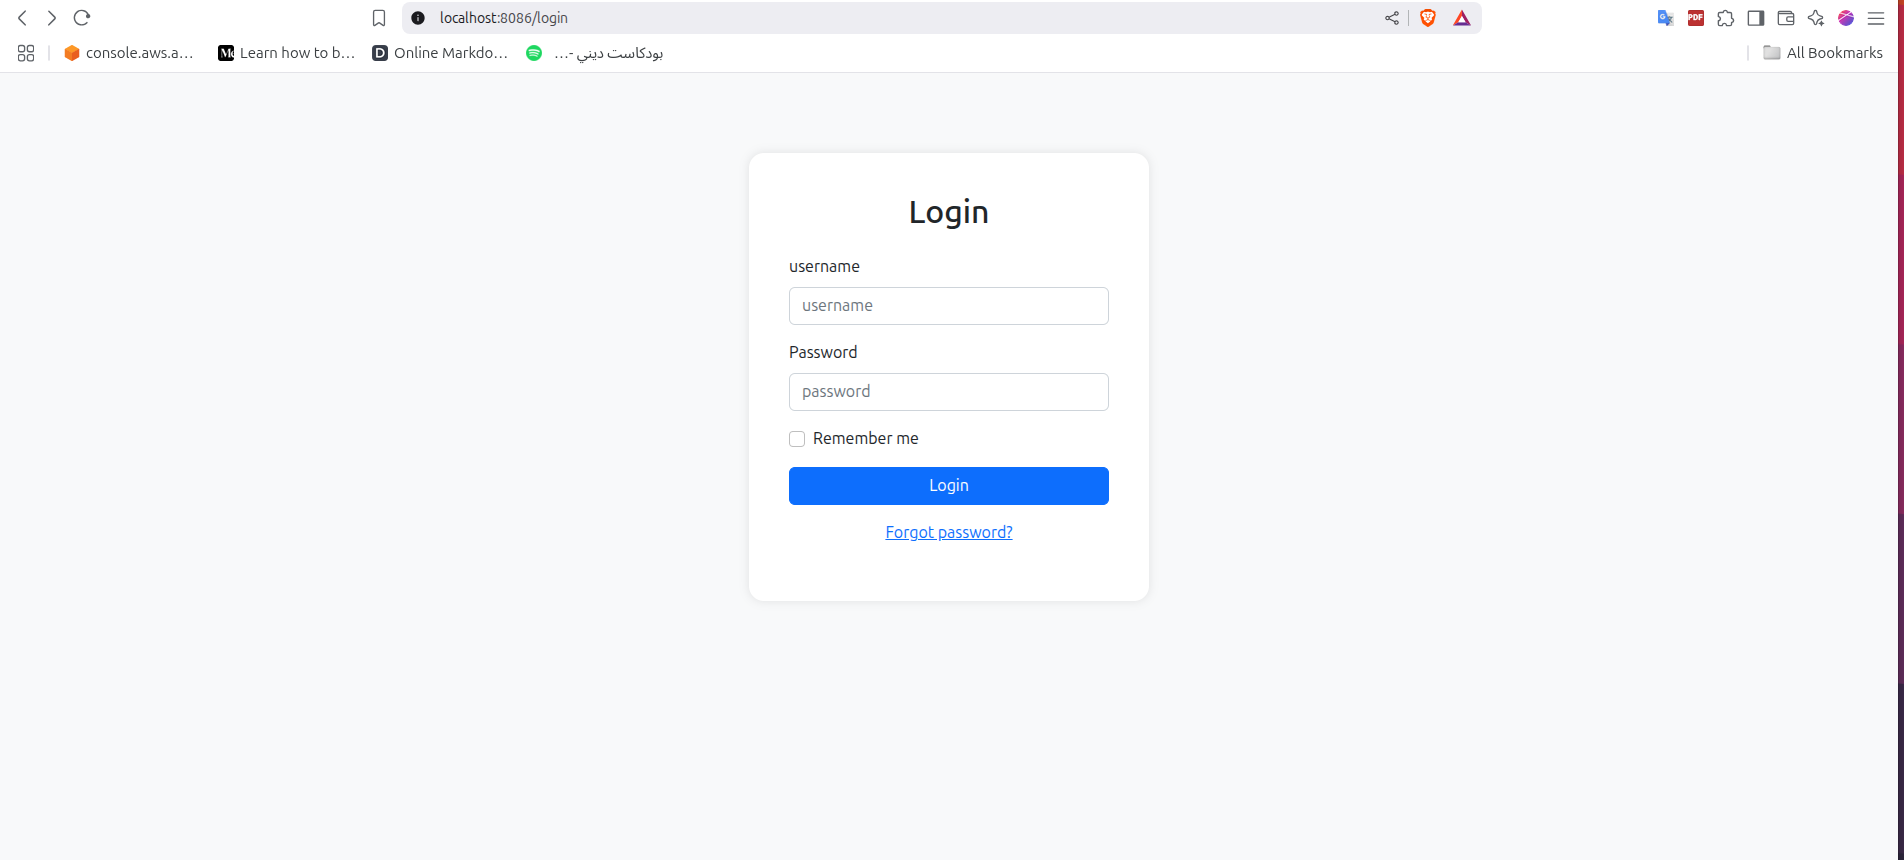 localhost:8086/login
console.aws.a...
Learn how to b...
Online Markdo...
بودكاست ديني -...
All Bookmarks
Login
username
username
Password
password
Remember me
Login
Forgot password?